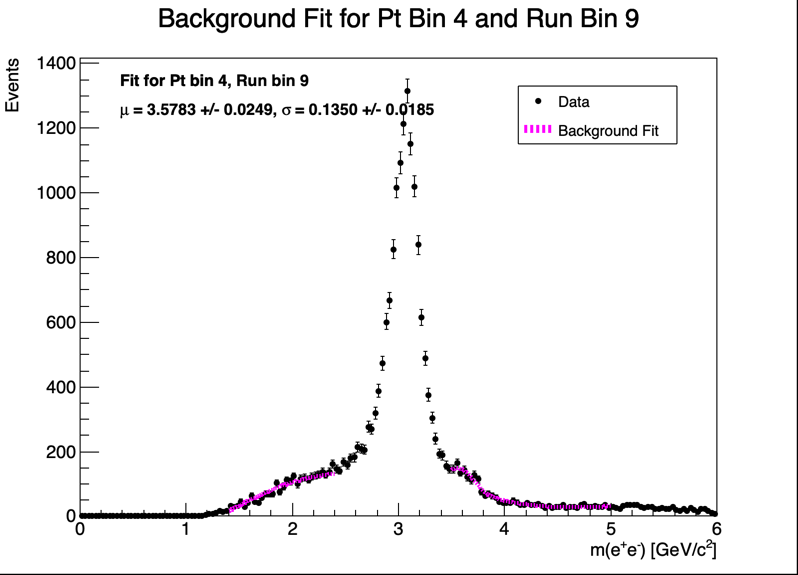 Background Fit for Pt Bin 4 and Run Bin 9
Events
1400
1200
1000
800
600
400
200
0
Fit for Pt bin 4, Run bin 9
μ = 3.5783 +/- 0.0249, σ = 0.1350 +/- 0.0185
Data
Background Fit
0 1 2 3 4 5 6
m(e⁺e⁻) [GeV/c²]